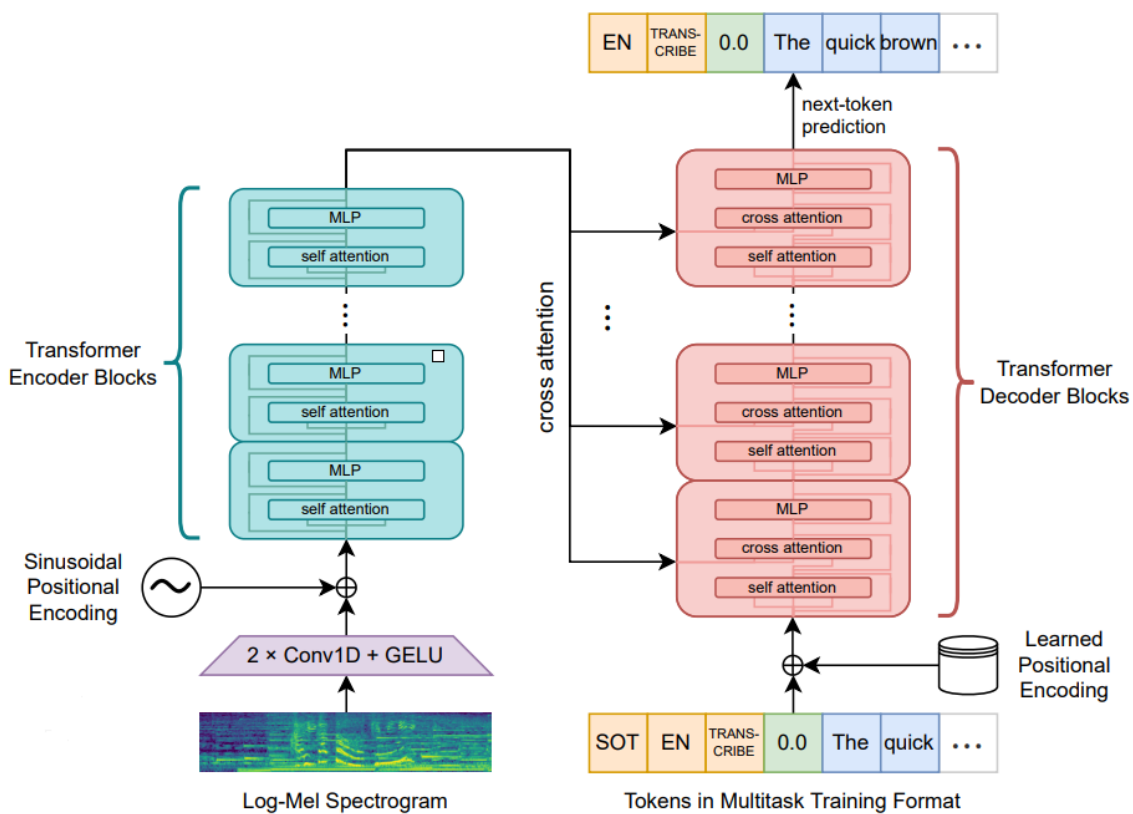 EN TRANS-CRIBE 0.0 The quick brown ...
next-token
prediction
MLP
cross attention
self attention
MLP
self attention
Transformer
Encoder Blocks
MLP
self attention
MLP
self attention
cross attention
MLP
cross attention
self attention
MLP
cross attention
self attention
Transformer
Decoder Blocks
Sinusoidal
Positional
Encoding
2 × Conv1D + GELU
Learned
Positional
Encoding
SOT EN TRANS-CRIBE 0.0 The quick ...
Log-Mel Spectrogram
Tokens in Multitask Training Format